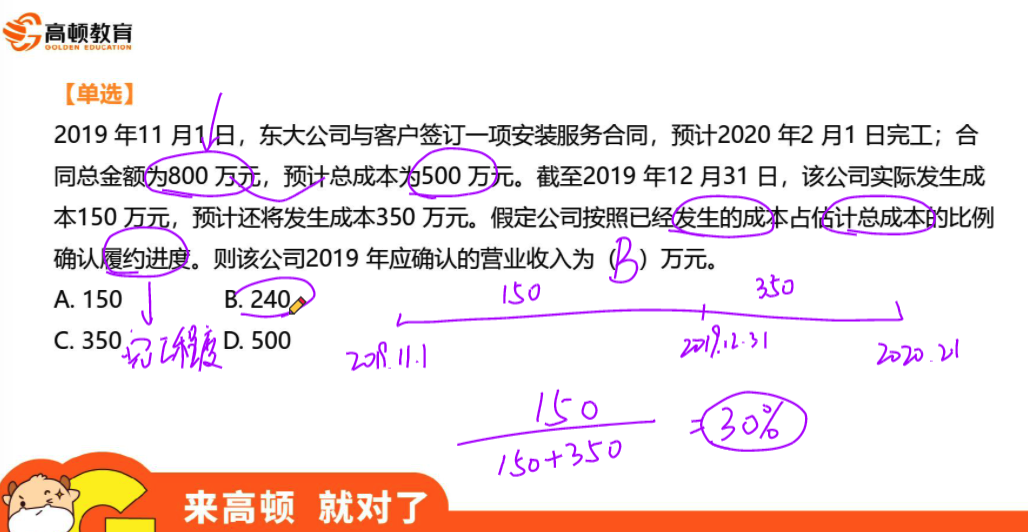 高顿教育
GOLDEN EDUCATION
【单选】
2019 年11 月1 日，东大公司与客户签订一项安装服务合同，预计2020 年2 月1 日完工；合
同总金额为800 万元，预计总成本为500 万元。截至2019 年12 月31 日，该公司实际发生成
本150 万元，预计还将发生成本350 万元。假定公司按照已经发生的成本占估计总成本的比例
确认履约进度。则该公司2019 年应确认的营业收入为（B）万元。
A. 150 B. 240
150 350
C. 350 D. 500
完工程度
2019.11.1 2019.12.31 2020.2.1
150
150+350
=30%
来高顿 就对了